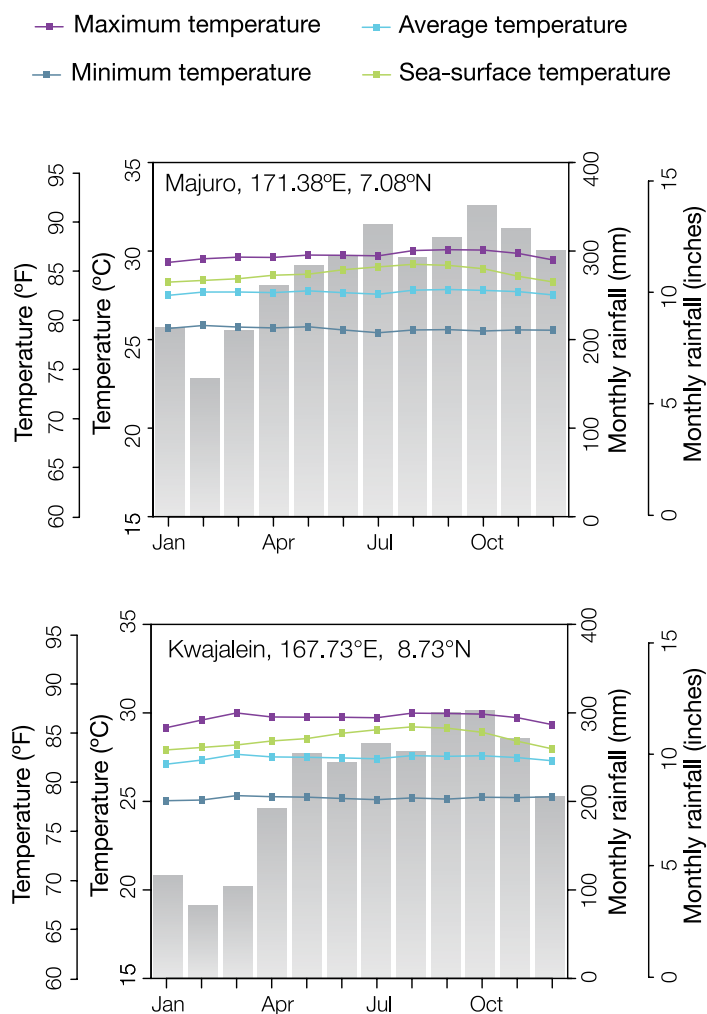 Maximum temperature
Average temperature
Minimum temperature
Sea-surface temperature
Majuro, 171.38ºE, 7.08ºN
Temperature (ºF)
95
90
85
80
75
70
65
60
Temperature (ºC)
35
30
25
20
15
Monthly rainfall (mm)
400
300
200
100
0
Monthly rainfall (inches)
15
10
5
0
Jan
Apr
Jul
Oct
Kwajalein, 167.73°E, 8.73°N
Temperature (ºF)
95
90
85
80
75
70
65
60
Temperature (ºC)
35
30
25
20
15
Monthly rainfall (mm)
400
300
200
100
0
Monthly rainfall (inches)
15
10
5
0
Jan
Apr
Jul
Oct